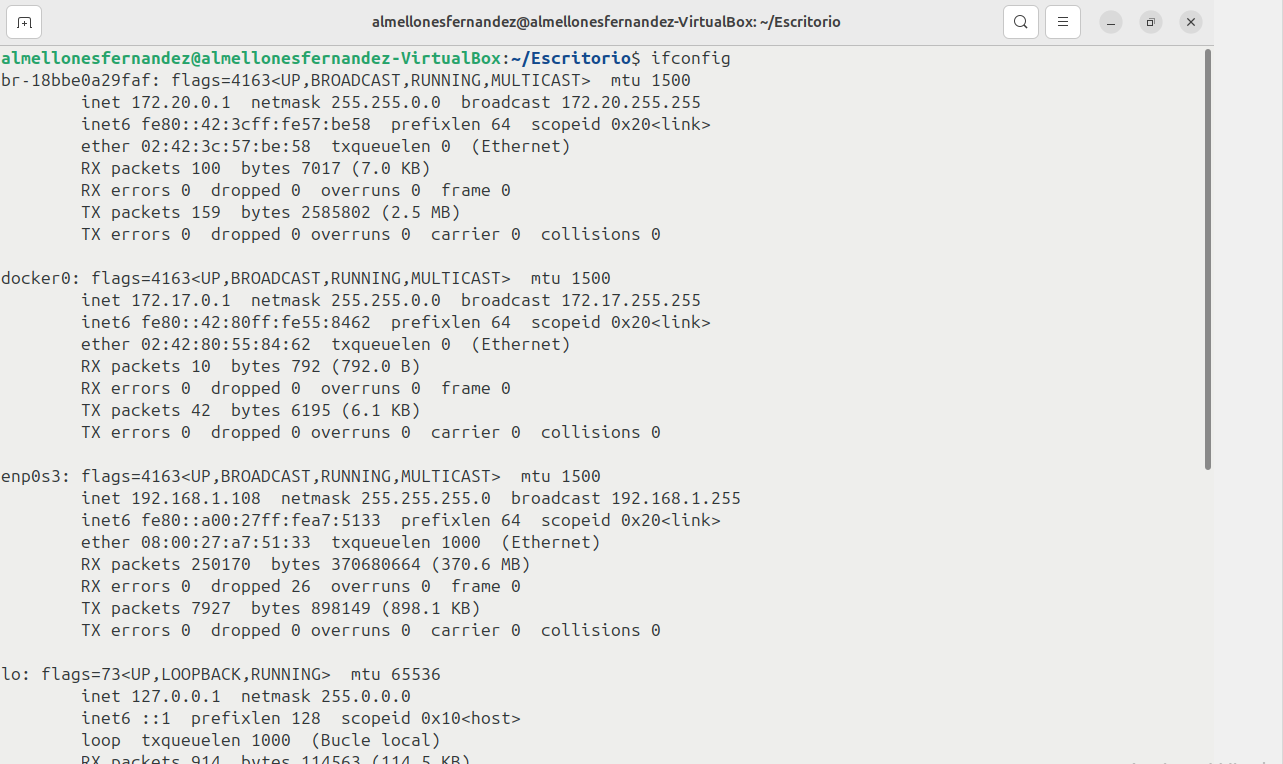 almellonesfernandez@almellonesfernandez-VirtualBox: ~/Escritorio
almellonesfernandez@almellonesfernandez-VirtualBox:~/Escritorio$ ifconfig
br-18bbe0a29faf: flags=4163<UP,BROADCAST,RUNNING,MULTICAST>  mtu 1500
        inet 172.20.0.1  netmask 255.255.0.0  broadcast 172.20.255.255
        inet6 fe80::42:3cff:fe57:be58  prefixlen 64  scopeid 0x20<link>
        ether 02:42:3c:57:be:58  txqueuelen 0  (Ethernet)
        RX packets 100  bytes 7017 (7.0 KB)
        RX errors 0  dropped 0  overruns 0  frame 0
        TX packets 159  bytes 2585802 (2.5 MB)
        TX errors 0  dropped 0 overruns 0  carrier 0  collisions 0

docker0: flags=4163<UP,BROADCAST,RUNNING,MULTICAST>  mtu 1500
        inet 172.17.0.1  netmask 255.255.0.0  broadcast 172.17.255.255
        inet6 fe80::42:80ff:fe55:8462  prefixlen 64  scopeid 0x20<link>
        ether 02:42:80:55:84:62  txqueuelen 0  (Ethernet)
        RX packets 10  bytes 792 (792.0 B)
        RX errors 0  dropped 0  overruns 0  frame 0
        TX packets 42  bytes 6195 (6.1 KB)
        TX errors 0  dropped 0 overruns 0  carrier 0  collisions 0

enp0s3: flags=4163<UP,BROADCAST,RUNNING,MULTICAST>  mtu 1500
        inet 192.168.1.108  netmask 255.255.255.0  broadcast 192.168.1.255
        inet6 fe80::a00:27ff:fea7:5133  prefixlen 64  scopeid 0x20<link>
        ether 08:00:27:a7:51:33  txqueuelen 1000  (Ethernet)
        RX packets 250170  bytes 370680664 (370.6 MB)
        RX errors 0  dropped 26  overruns 0  frame 0
        TX packets 7927  bytes 898149 (898.1 KB)
        TX errors 0  dropped 0 overruns 0  carrier 0  collisions 0

lo: flags=73<UP,LOOPBACK,RUNNING>  mtu 65536
        inet 127.0.0.1  netmask 255.0.0.0
        inet6 ::1  prefixlen 128  scopeid 0x10<host>
        loop  txqueuelen 1000  (Bucle local)
        RX packets 914  bytes 114563 (114.5 KB)